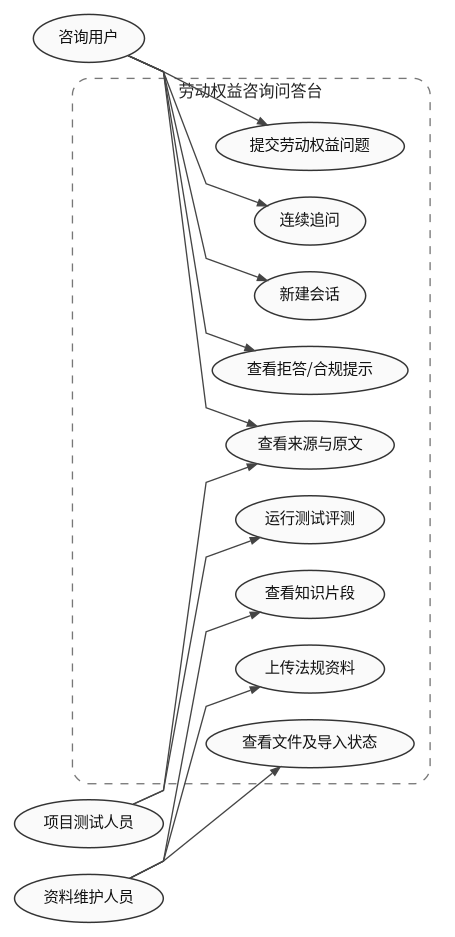 咨询用户
劳动权益咨询问答台
提交劳动权益问题
连续追问
新建会话
查看拒答/合规提示
查看来源与原文
运行测试评测
查看知识片段
上传法规资料
查看文件及导入状态
项目测试人员
资料维护人员